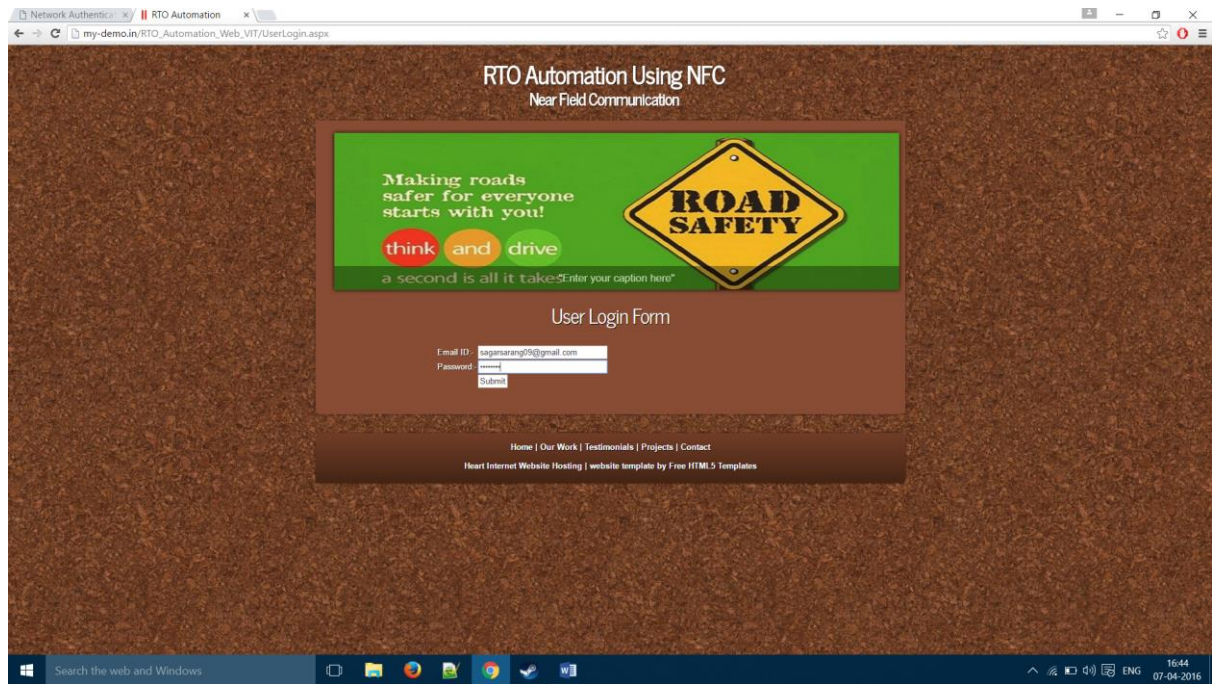 Network Authentica
RTO Automation
my-demo.in/RTO_Automation_Web_VIT/UserLogin.aspx
RTO Automation Using NFC
Near Field Communication
Making roads
safer for everyone
starts with you!
think and drive
a second is all it takes
"Enter your caption here"
ROAD
SAFETY
User Login Form
Email ID:- sagarsarang09@gmail.com
Password:- ••••••••
Submit
Home | Our Work | Testimonials | Projects | Contact
Heart Internet Website Hosting | website template by Free HTML5 Templates
Search the web and Windows
ENG
16:44
07-04-2016